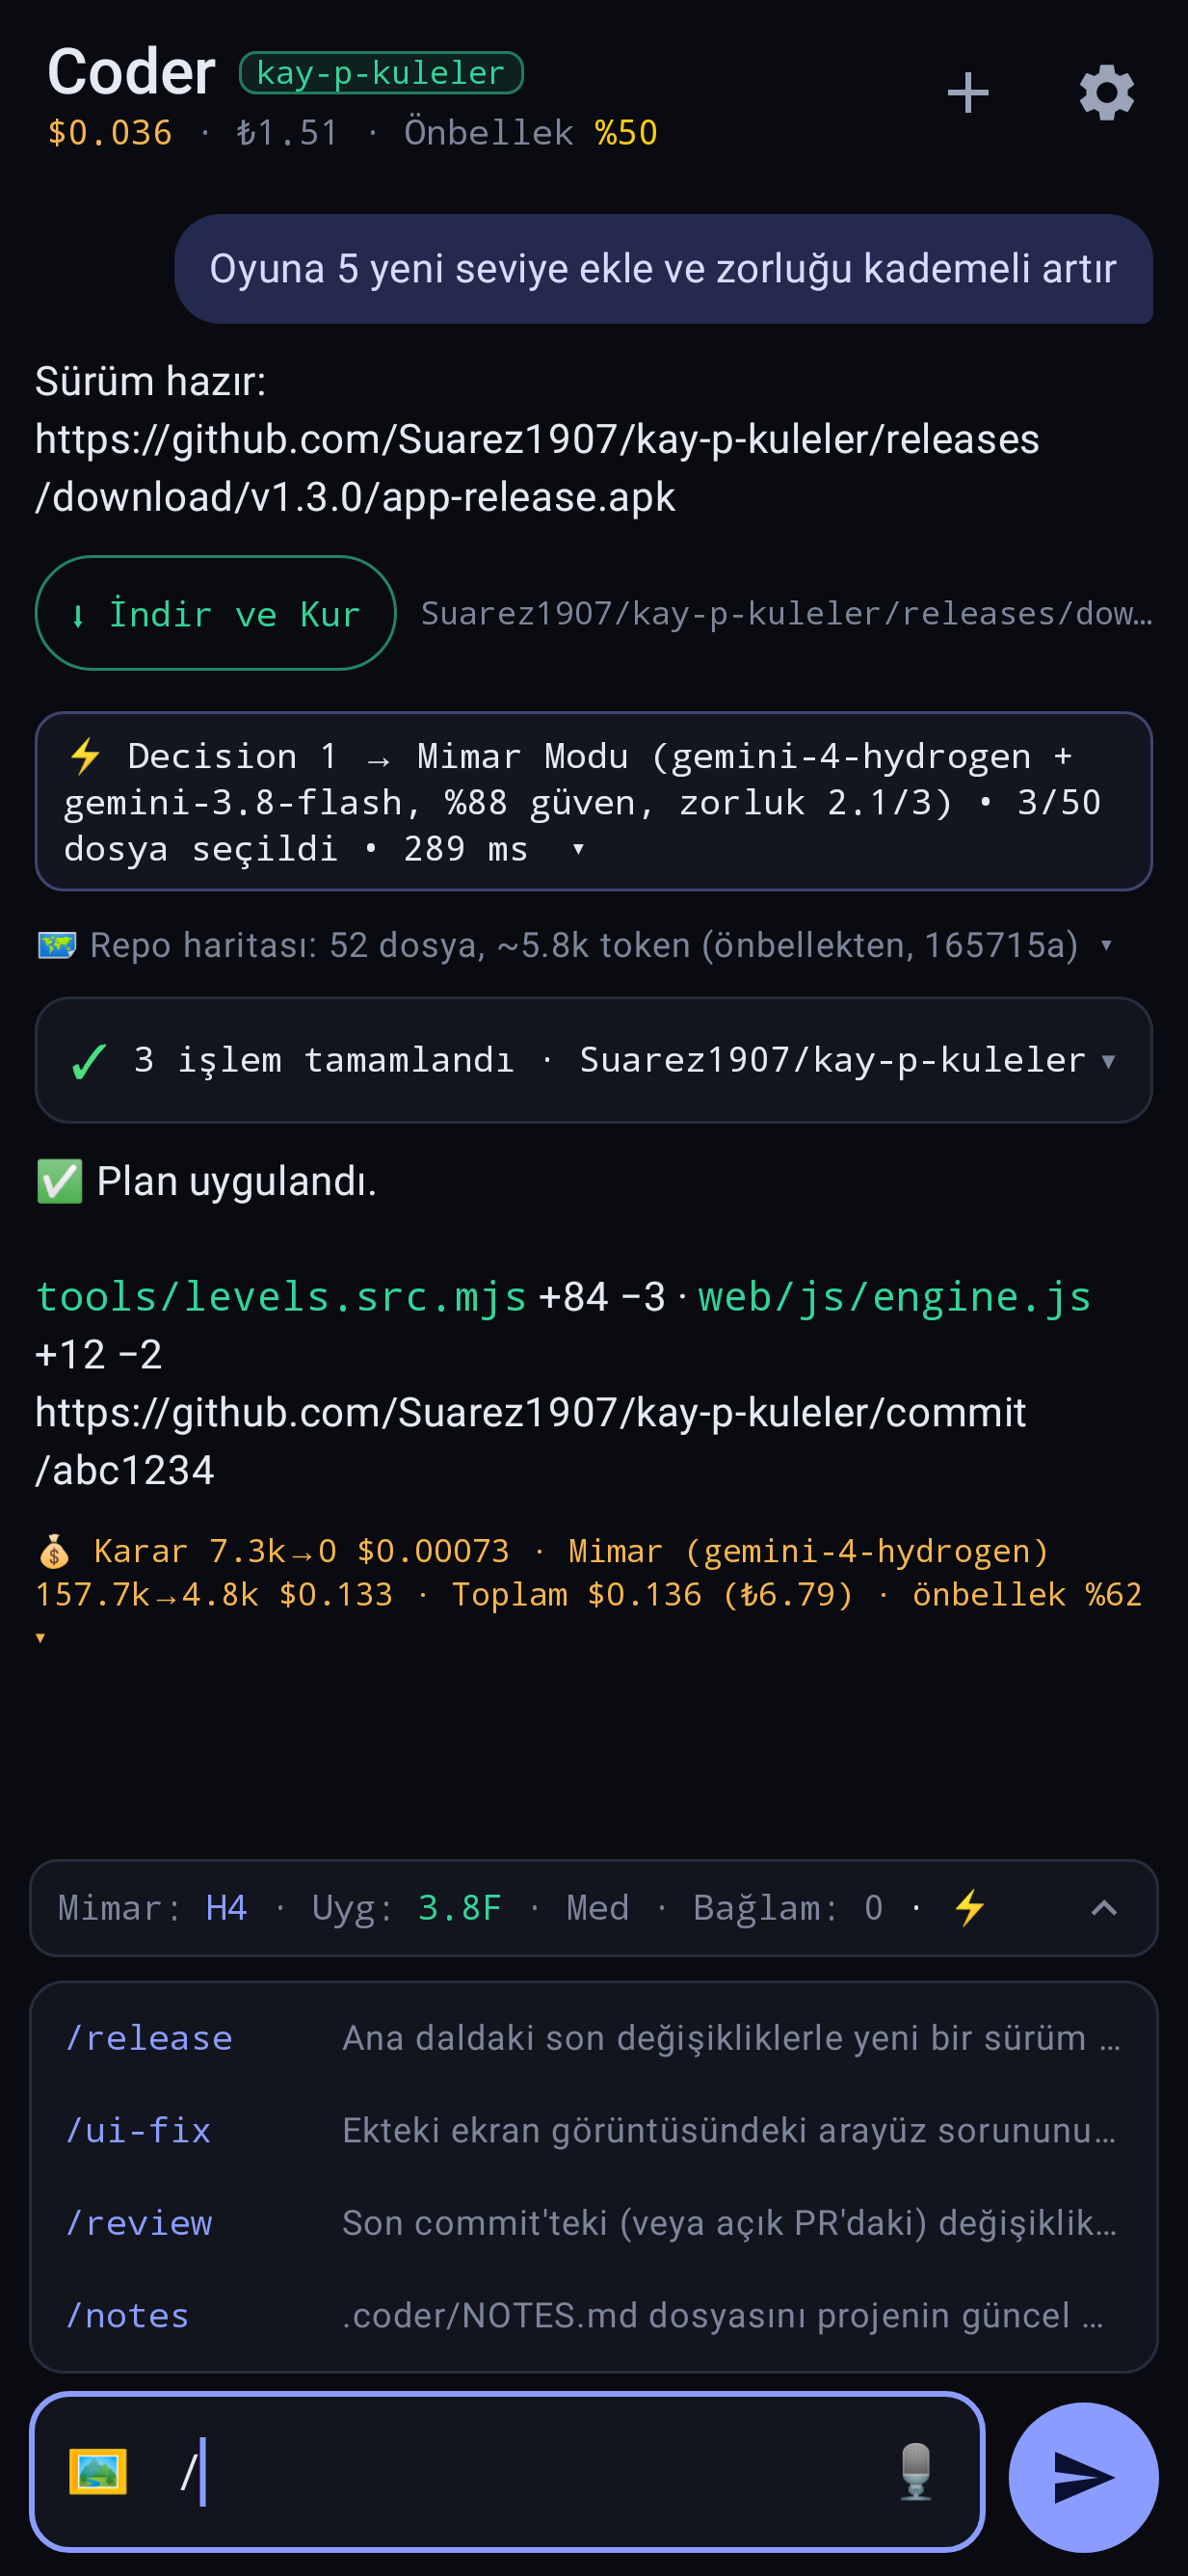 Coder kay-p-kuleler
$0.036 · ₺1.51 · Önbellek %50
Oyuna 5 yeni seviye ekle ve zorluğu kademeli artır
Sürüm hazır:
https://github.com/Suarez1907/kay-p-kuleler/releases
/download/v1.3.0/app-release.apk
⬇ İndir ve Kur Suarez1907/kay-p-kuleler/releases/dow…
⚡ Decision 1 → Mimar Modu (gemini-4-hydrogen +
gemini-3.8-flash, %88 güven, zorluk 2.1/3) • 3/50
dosya seçildi • 289 ms ▾
🗺️ Repo haritası: 52 dosya, ~5.8k token (önbellekten, 165715a) ▾
✓ 3 işlem tamamlandı · Suarez1907/kay-p-kuleler ▾
✅ Plan uygulandı.
tools/levels.src.mjs +84 −3 · web/js/engine.js
+12 −2
https://github.com/Suarez1907/kay-p-kuleler/commit
/abc1234
💰 Karar 7.3k→0 $0.00073 · Mimar (gemini-4-hydrogen)
157.7k→4.8k $0.133 · Toplam $0.136 (₺6.79) · önbellek %62
▾
Mimar: H4 · Uyg: 3.8F · Med · Bağlam: 0 · ⚡
/release Ana daldaki son değişikliklerle yeni bir sürüm …
/ui-fix Ekteki ekran görüntüsündeki arayüz sorununu…
/review Son commit'teki (veya açık PR'daki) değişiklik…
/notes .coder/NOTES.md dosyasını projenin güncel …
/